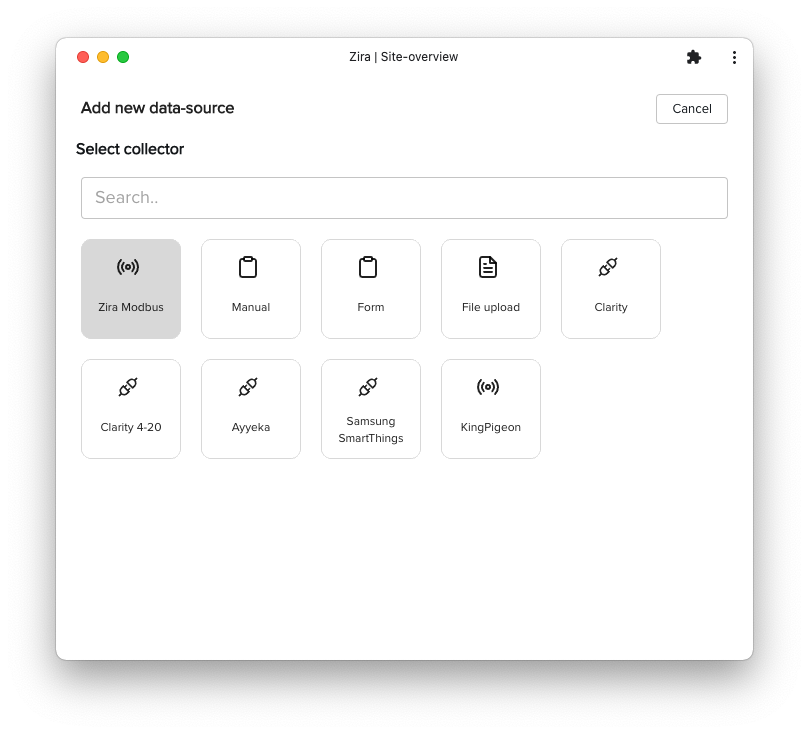 Zira | Site-overview
Add new data-source
Cancel
Select collector
Search..
Zira Modbus
Manual
Form
File upload
Clarity
Clarity 4-20
Ayyeka
Samsung
SmartThings
KingPigeon